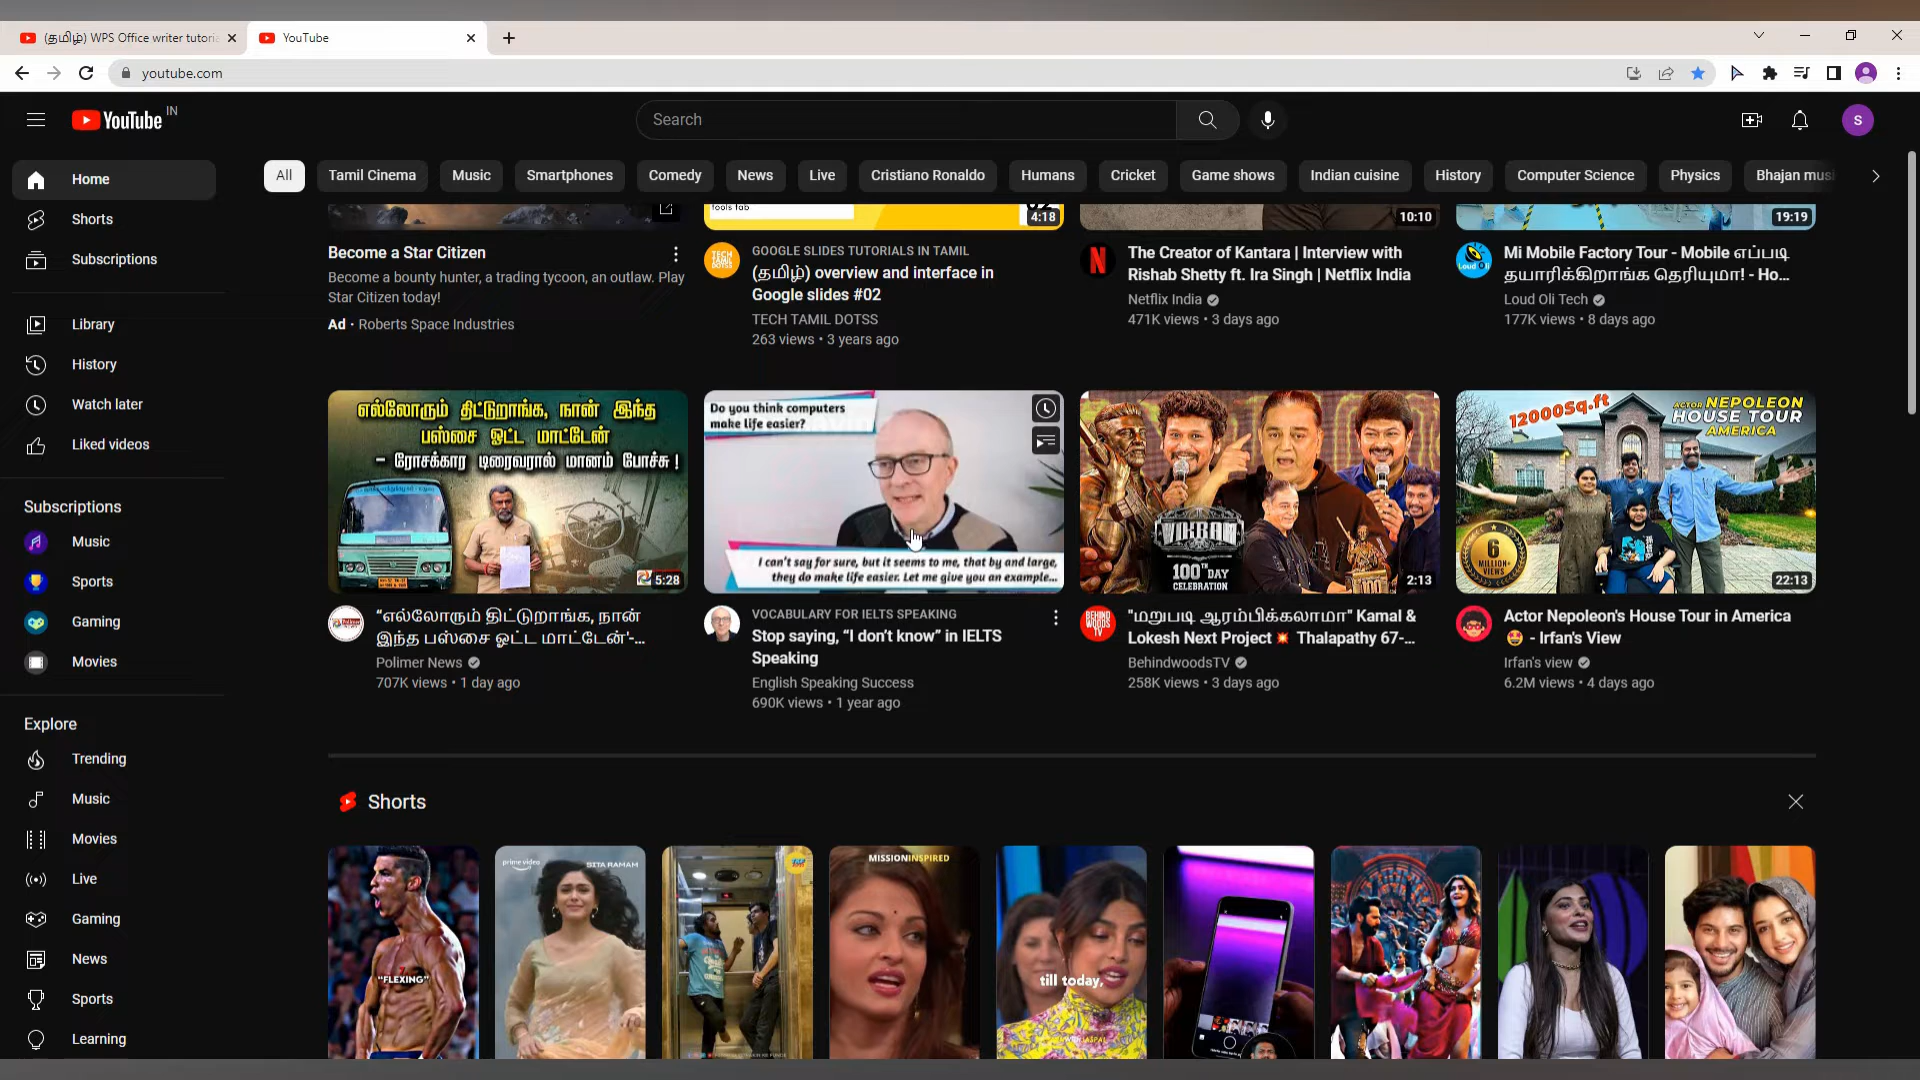 (தமிழ்) WPS Office writer tutori
YouTube
youtube.com
YouTube IN
Search
S
Home
Shorts
Subscriptions
Library
History
Watch later
Liked videos
Subscriptions
Music
Sports
Gaming
Movies
Explore
Trending
Music
Movies
Live
Gaming
News
Sports
Learning
All
Tamil Cinema
Music
Smartphones
Comedy
News
Live
Cristiano Ronaldo
Humans
Cricket
Game shows
Indian cuisine
History
Computer Science
Physics
Bhajan mus
Become a Star Citizen
Become a bounty hunter, a trading tycoon, an outlaw. Play
Star Citizen today!
Ad • Roberts Space Industries
tools tab
4:18
GOOGLE SLIDES TUTORIALS IN TAMIL
(தமிழ்) overview and interface in
Google slides #02
TECH TAMIL DOTSS
263 views • 3 years ago
10:10
The Creator of Kantara | Interview with
Rishab Shetty ft. Ira Singh | Netflix India
Netflix India
471K views • 3 days ago
19:19
Mi Mobile Factory Tour - Mobile எப்படி
தயாரிக்கிறாங்க தெரியுமா! - Ho...
Loud Oli Tech
177K views • 8 days ago
எல்லோரும் திட்டுறாங்க, நான் இந்த
பஸ்சை ஓட்ட மாட்டேன்
- ரோசக்கார டிரைவரால் மானம் போச்சு !
5:28
“எல்லோரும் திட்டுறாங்க, நான்
இந்த பஸ்சை ஓட்ட மாட்டேன்'-...
Polimer News
707K views • 1 day ago
Do you think computers
make life easier?
I can't say for sure, but it seems to me, that by and large,
they do make life easier. Let me give you an example...
VOCABULARY FOR IELTS SPEAKING
Stop saying, “I don’t know” in IELTS
Speaking
English Speaking Success
690K views • 1 year ago
VIKRAM
100TH DAY
CELEBRATION
2:13
BEHIND
WOODS
TV
"மறுபடி ஆரம்பிக்கலாமா" Kamal &
Lokesh Next Project 💥 Thalapathy 67-...
BehindwoodsTV
258K views • 3 days ago
12000Sq.ft
ACTOR NEPOLEON
HOUSE TOUR
AMERICA
6
MILLION+
VIEWS
22:13
Actor Nepoleon's House Tour in America
🤩 - Irfan's View
Irfan's view
6.2M views • 4 days ago
Shorts
"FLEXING"
prime video
SITA RAMAM
MISSIONINSPIRED
till today,